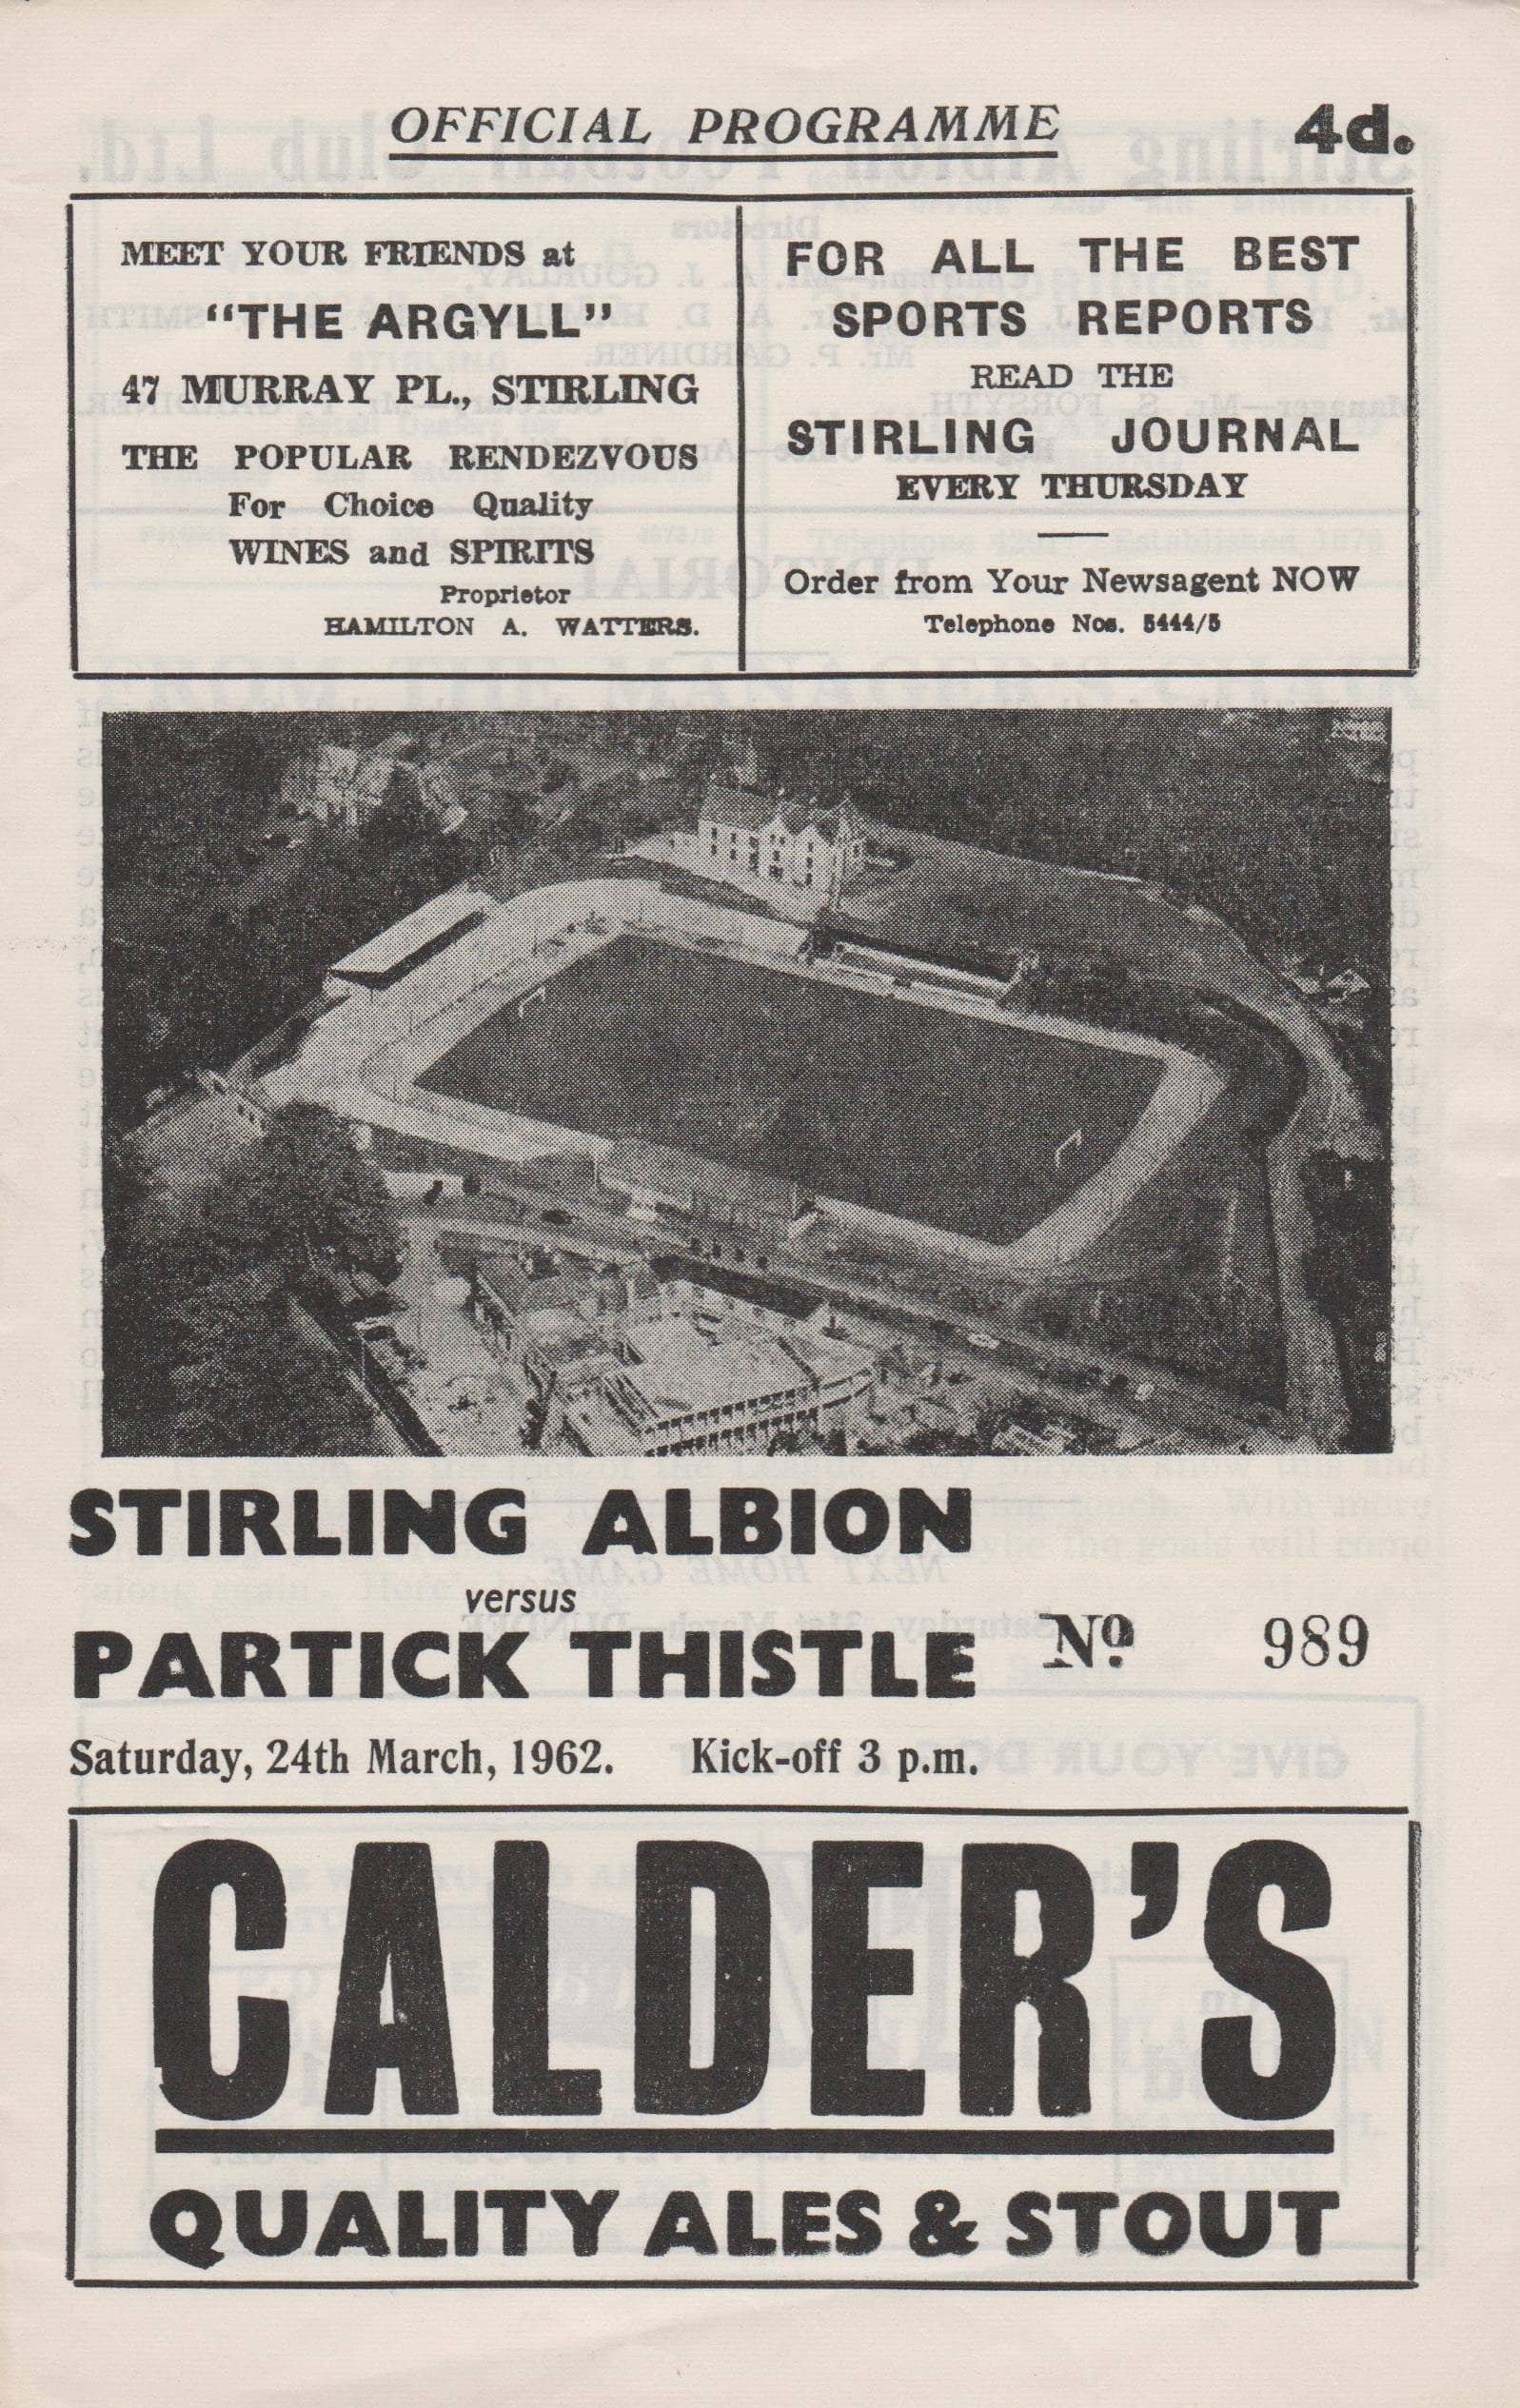 OFFICIAL PROGRAMME 4d.
MEET YOUR FRIENDS at
"THE ARGYLL"
47 MURRAY PL., STIRLING
THE POPULAR RENDEZVOUS
For Choice Quality
WINES and SPIRITS
Proprietor
HAMILTON A. WATTERS.
FOR ALL THE BEST
SPORTS REPORTS
READ THE
STIRLING JOURNAL
EVERY THURSDAY
Order from Your Newsagent NOW
Telephone Nos. 5444/5
STIRLING ALBION
versus
PARTICK THISTLE No. 989
Saturday, 24th March, 1962. Kick-off 3 p.m.
CALDER'S
QUALITY ALES & STOUT